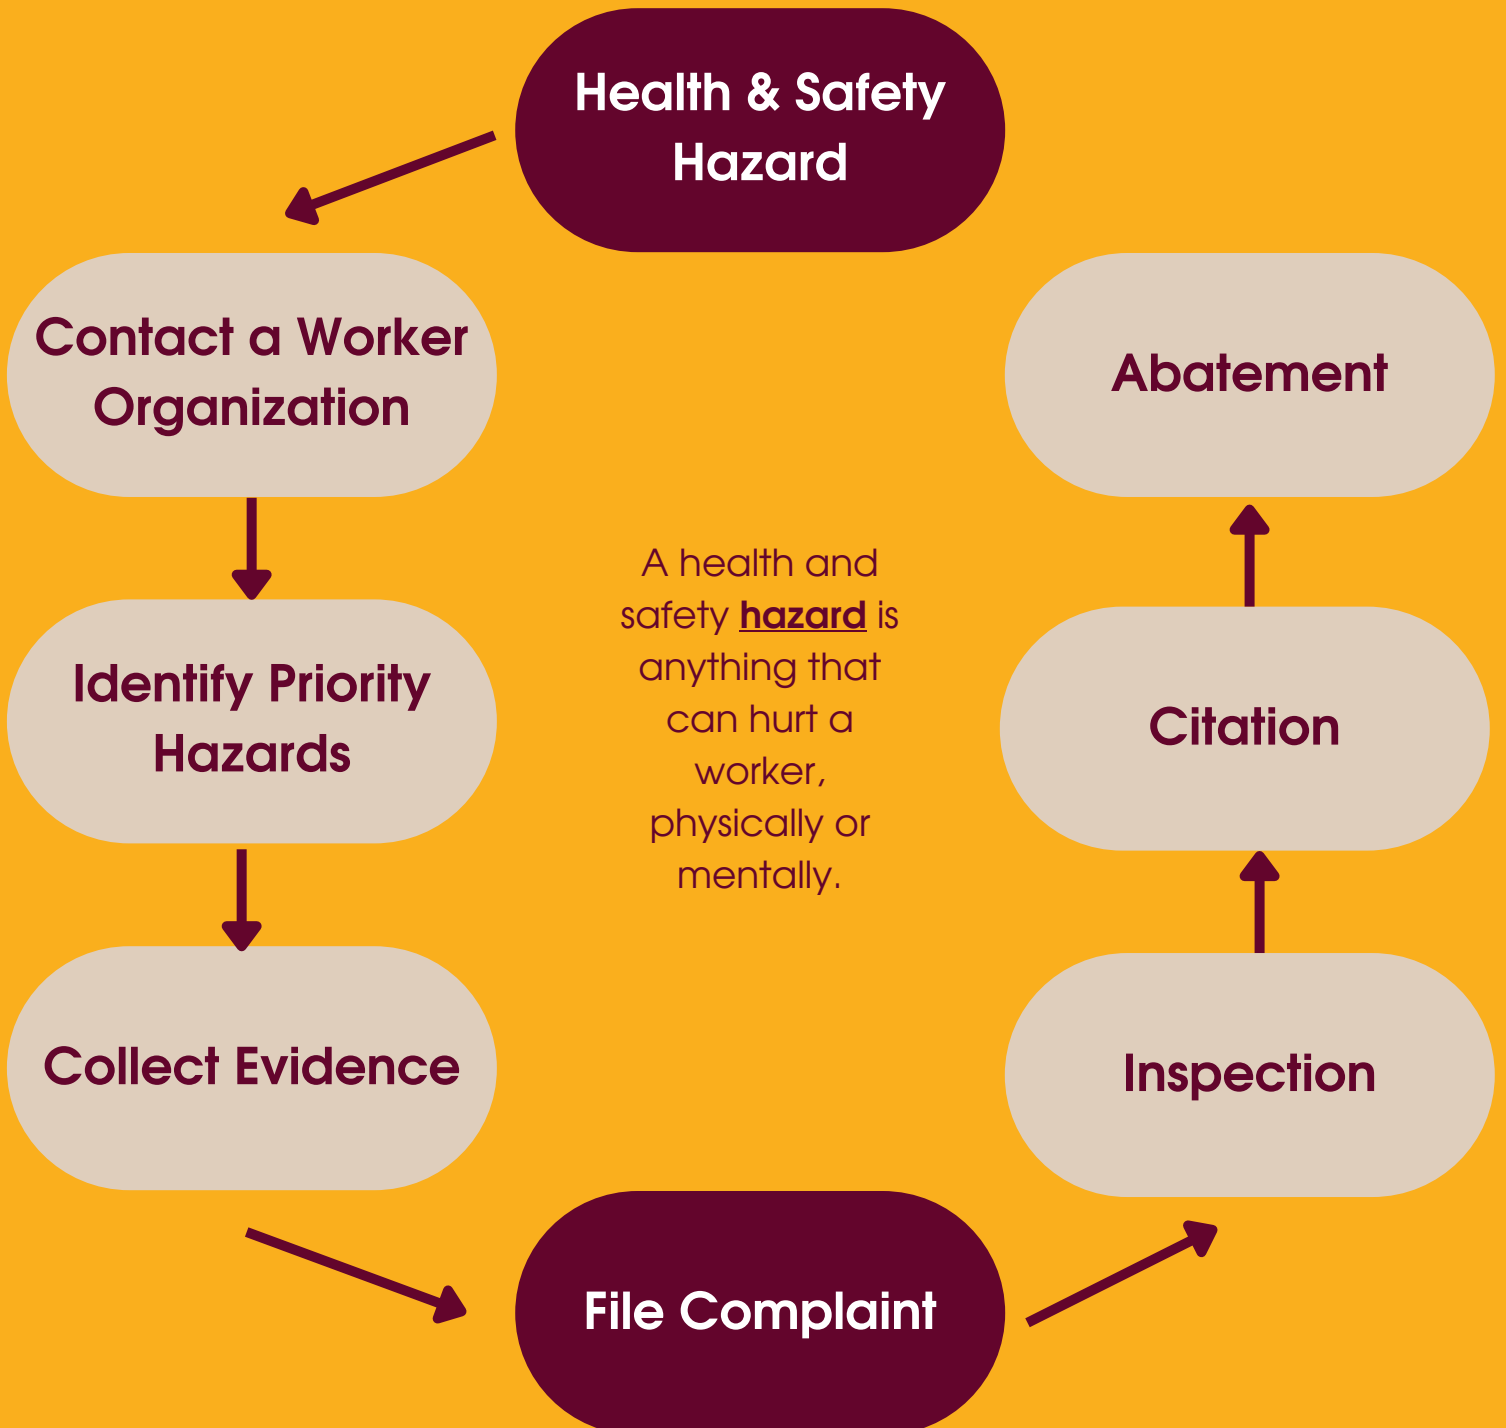 Health & Safety
Hazard
Contact a Worker
Organization
Identify Priority
Hazards
Collect Evidence
File Complaint
Inspection
Citation
Abatement
A health and
safety hazard is
anything that
can hurt a
worker,
physically or
mentally.